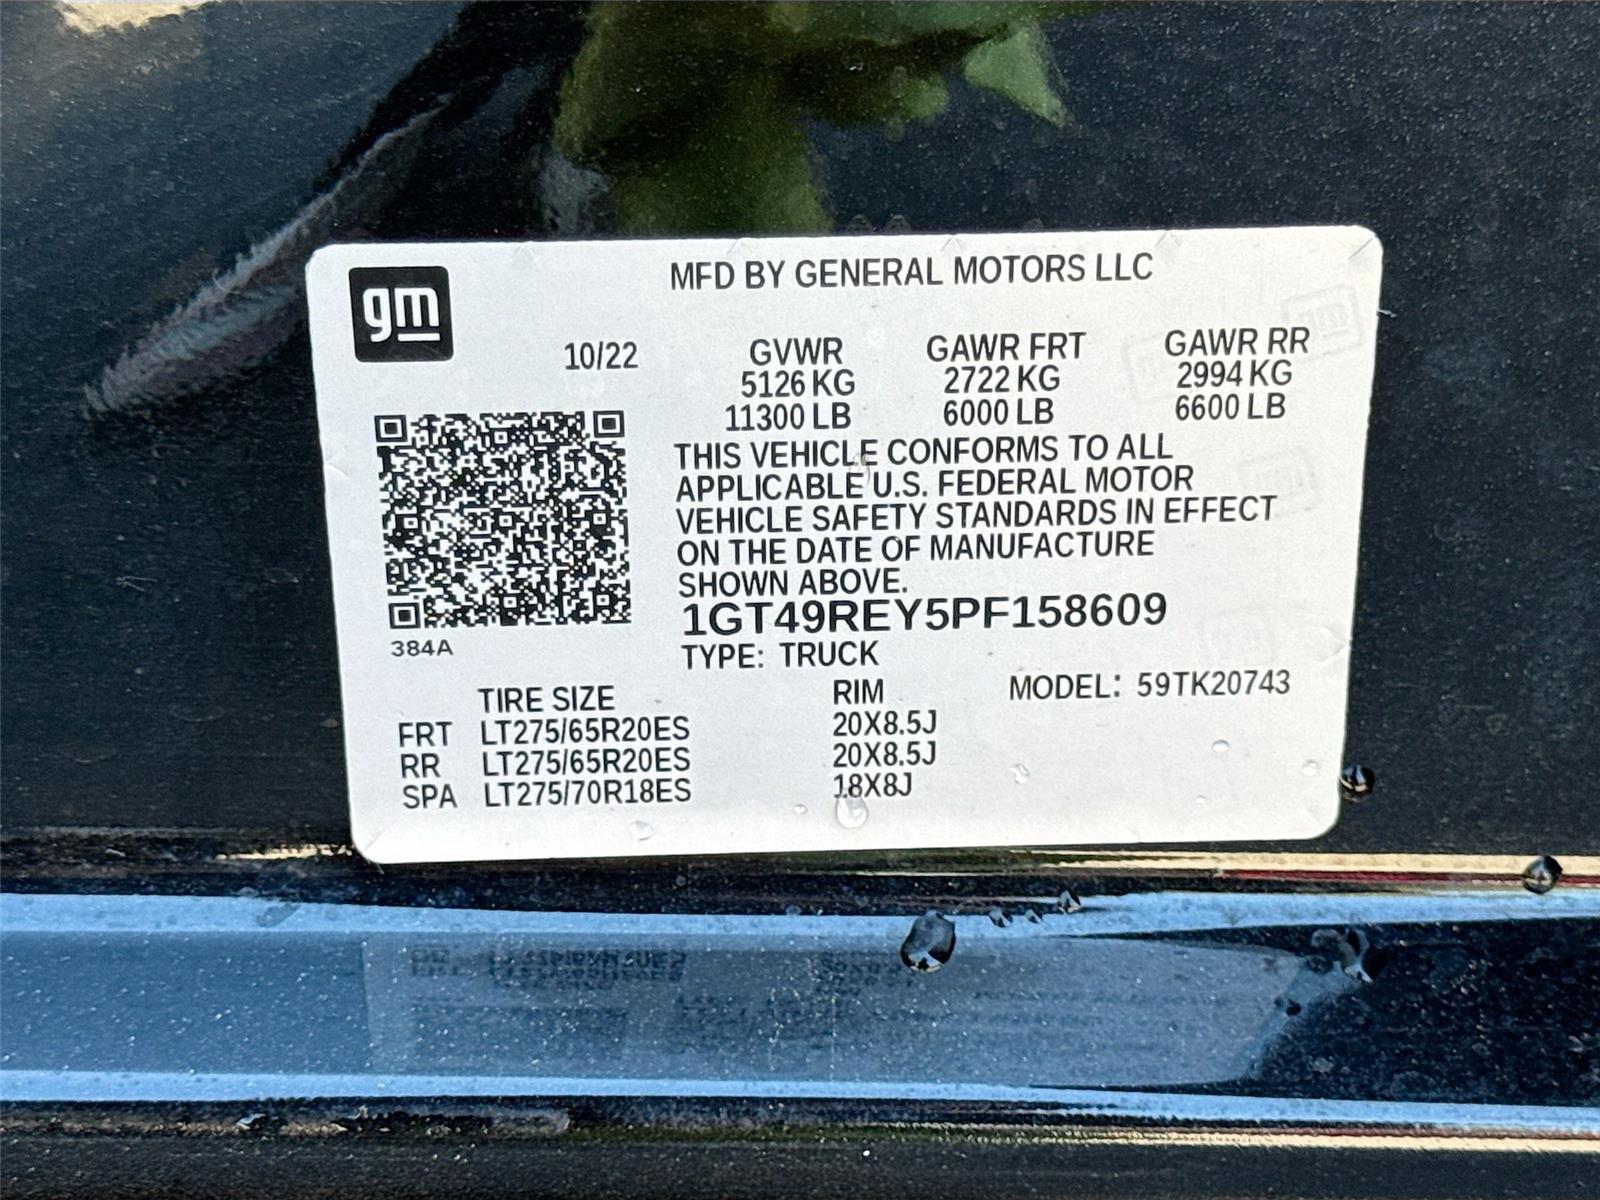 gm
MFD BY GENERAL MOTORS LLC
10/22 GVWR GAWR FRT GAWR RR
5126 KG 2722 KG 2994 KG
11300 LB 6000 LB 6600 LB
THIS VEHICLE CONFORMS TO ALL
APPLICABLE U.S. FEDERAL MOTOR
VEHICLE SAFETY STANDARDS IN EFFECT
ON THE DATE OF MANUFACTURE
SHOWN ABOVE.
1GT49REY5PF158609
384A
TYPE: TRUCK
TIRE SIZE RIM MODEL: 59TK20743
FRT LT275/65R20ES 20X8.5J
RR LT275/65R20ES 20X8.5J
SPA LT275/70R18ES 18X8J